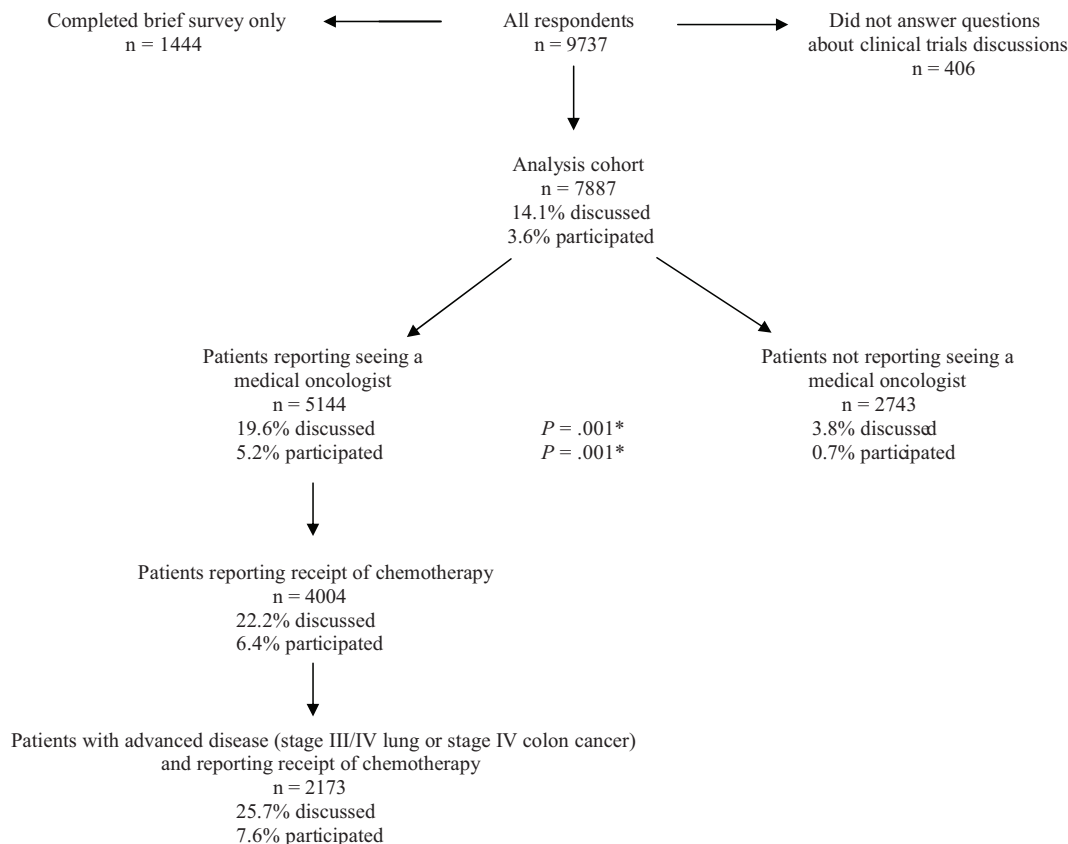 Completed brief survey only
n = 1444
All respondents
n = 9737
Did not answer questions
about clinical trials discussions
n = 406
Analysis cohort
n = 7887
14.1% discussed
3.6% participated
Patients reporting seeing a
medical oncologist
n = 5144
19.6% discussed
5.2% participated
P = .001*
P = .001*
Patients not reporting seeing a
medical oncologist
n = 2743
3.8% discussed
0.7% participated
Patients reporting receipt of chemotherapy
n = 4004
22.2% discussed
6.4% participated
Patients with advanced disease (stage III/IV lung or stage IV colon cancer)
and reporting receipt of chemotherapy
n = 2173
25.7% discussed
7.6% participated